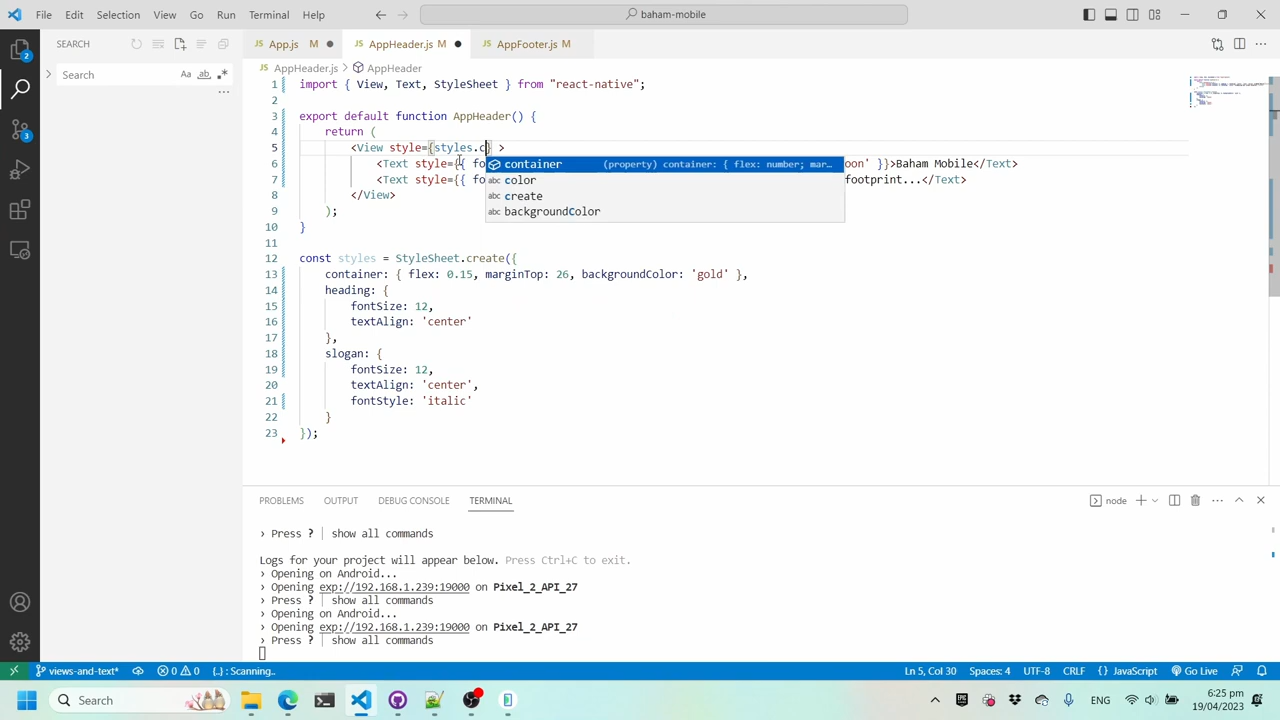 File Edit Selection View Go Run Terminal Help
baham-mobile
SEARCH
App.js M
AppHeader.js M
AppFooter.js M
AppHeader.js > AppHeader
Search
Aa ab .*
1 import { View, Text, StyleSheet } from "react-native";
2
3 export default function AppHeader() {
4 return (
5 <View style={styles.c} >
6 <Text style={{ fo oon' }}>Baham Mobile</Text>
container (property) container: { flex: number; mar…
7 <Text style={{ fo footprint...</Text>
color
8 </View>
create
9 );
backgroundColor
10 }
11
12 const styles = StyleSheet.create({
13 container: { flex: 0.15, marginTop: 26, backgroundColor: 'gold' },
14 heading: {
15 fontSize: 12,
16 textAlign: 'center'
17 },
18 slogan: {
19 fontSize: 12,
20 textAlign: 'center',
21 fontStyle: 'italic'
22 }
23 });
PROBLEMS OUTPUT DEBUG CONSOLE TERMINAL
node
› Press ? | show all commands
Logs for your project will appear below. Press Ctrl+C to exit.
› Opening on Android...
› Opening exp://192.168.1.239:19000 on Pixel_2_API_27
› Press ? | show all commands
› Opening on Android...
› Opening exp://192.168.1.239:19000 on Pixel_2_API_27
› Press ? | show all commands
views-and-text* 0 0 {..} : Scanning..
Ln 5, Col 30 Spaces: 4 UTF-8 CRLF {} JavaScript Go Live
Search
ENG
6:25 pm
19/04/2023
2
3